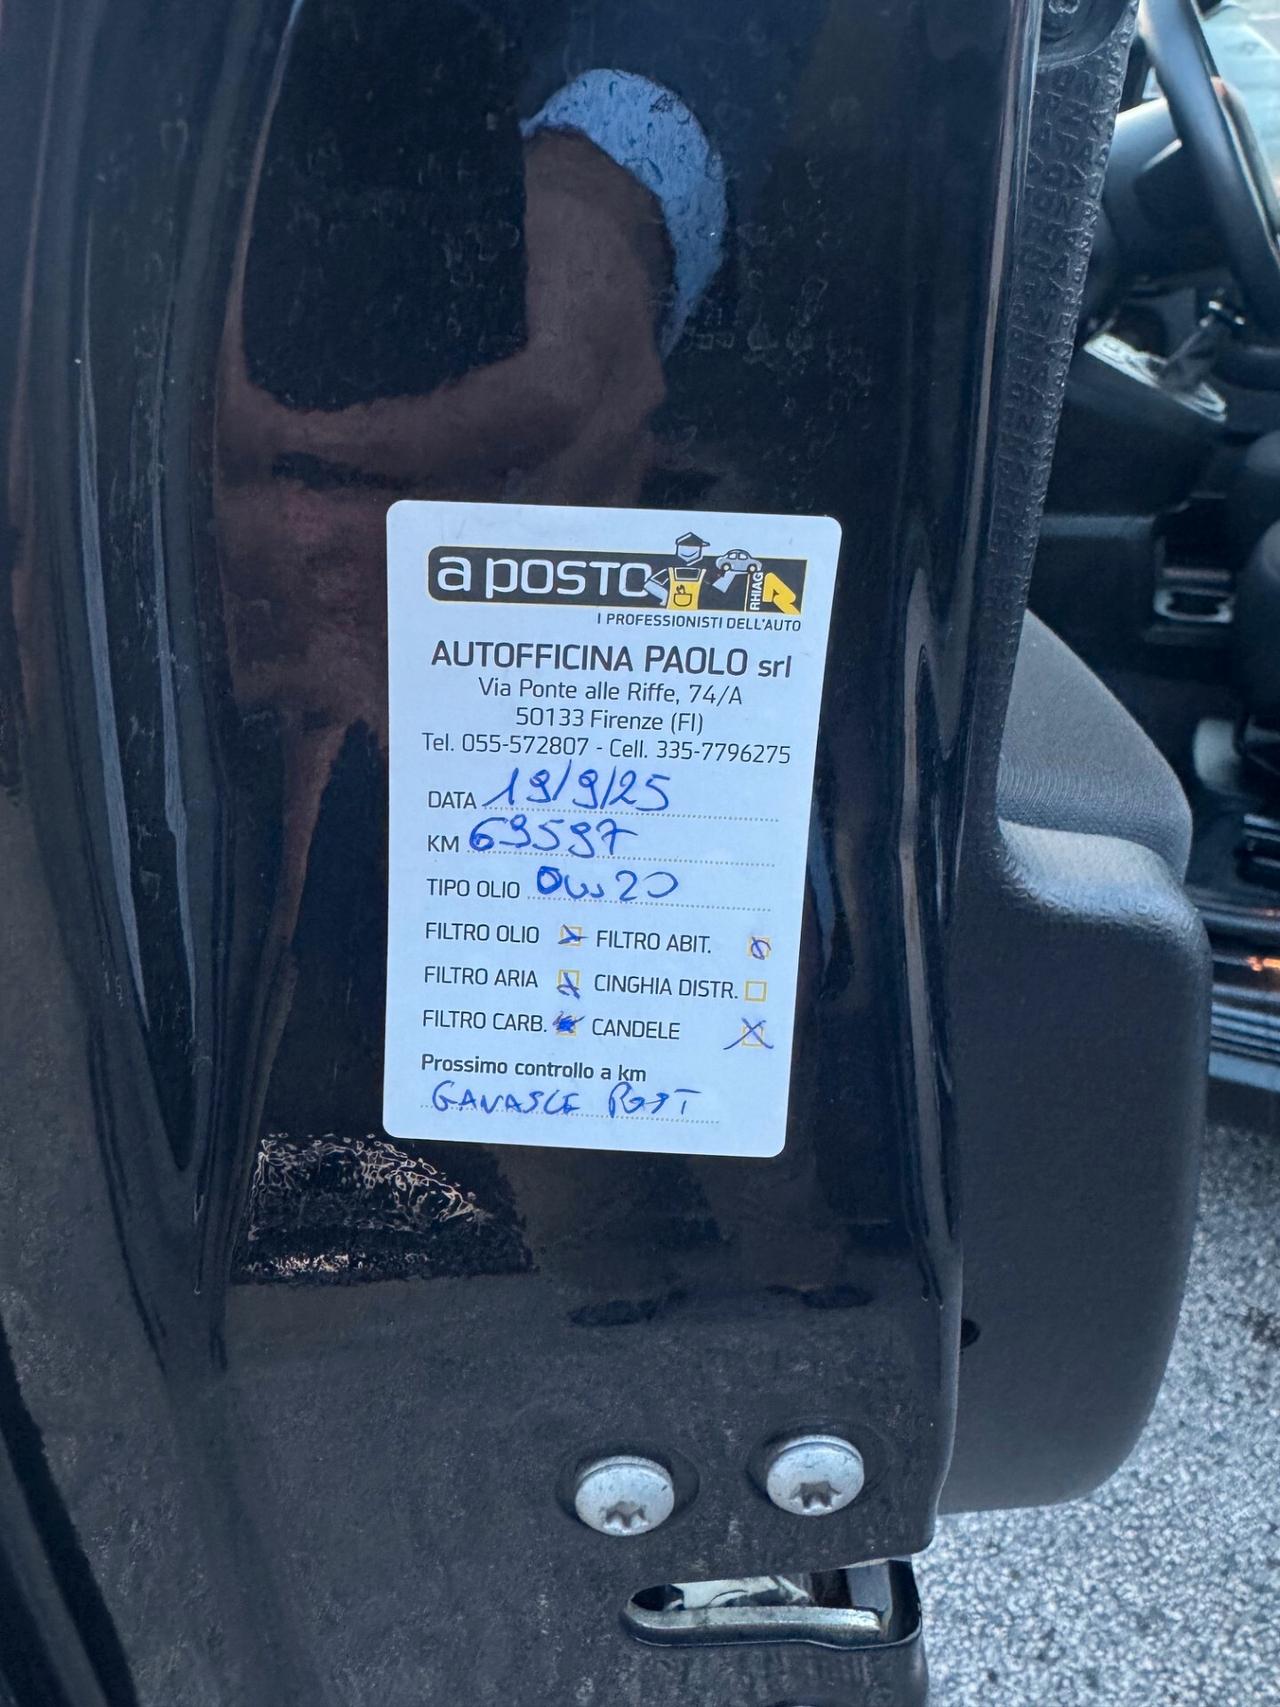 a posto
RHIAG
I PROFESSIONISTI DELL'AUTO
AUTOFFICINA PAOLO srl
Via Ponte alle Riffe, 74/A
50133 Firenze (FI)
Tel. 055-572807 - Cell. 335-7796275
DATA 19/9/25
KM 69597
TIPO OLIO 0W20
FILTRO OLIO FILTRO ABIT.
FILTRO ARIA CINGHIA DISTR.
FILTRO CARB. CANDELE
Prossimo controllo a km
GANASCE POST